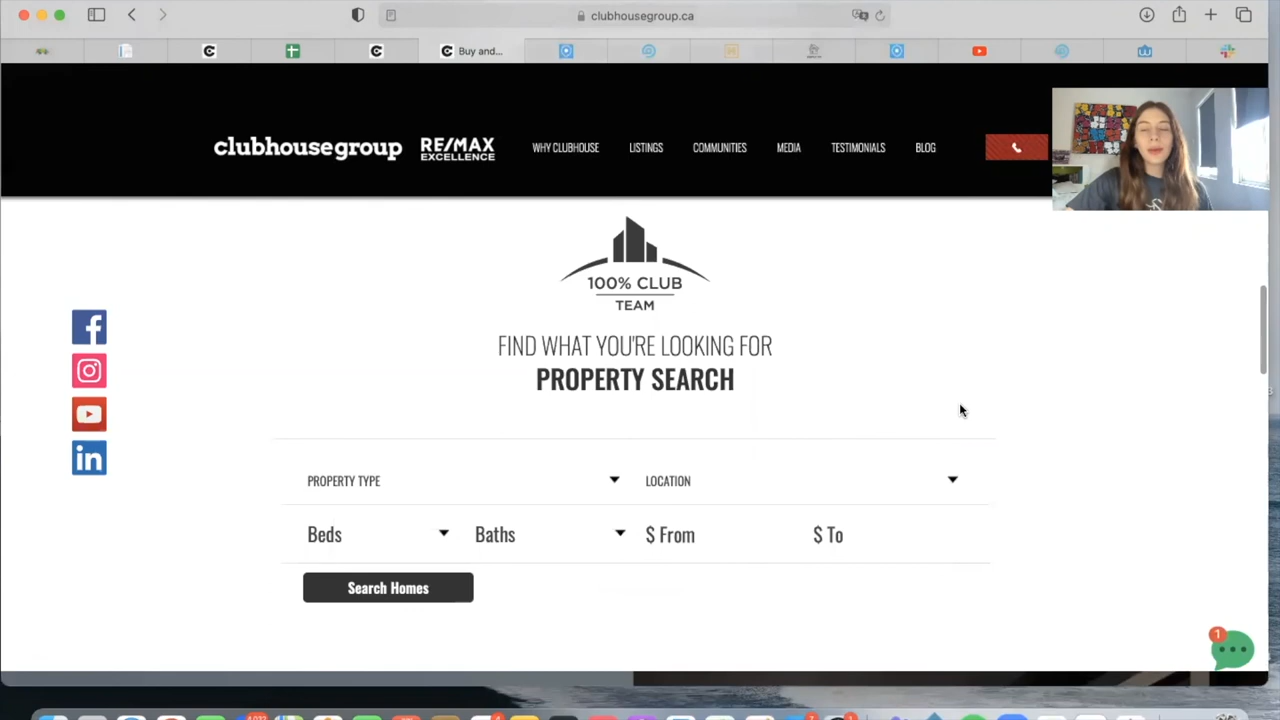 clubhousegroup.ca
Buy and...
clubhousegroup
RE/MAX
EXCELLENCE
WHY CLUBHOUSE
LISTINGS
COMMUNITIES
MEDIA
TESTIMONIALS
BLOG
100% CLUB
TEAM
FIND WHAT YOU'RE LOOKING FOR
PROPERTY SEARCH
PROPERTY TYPE
LOCATION
Beds
Baths
$ From
$ To
Search Homes
1